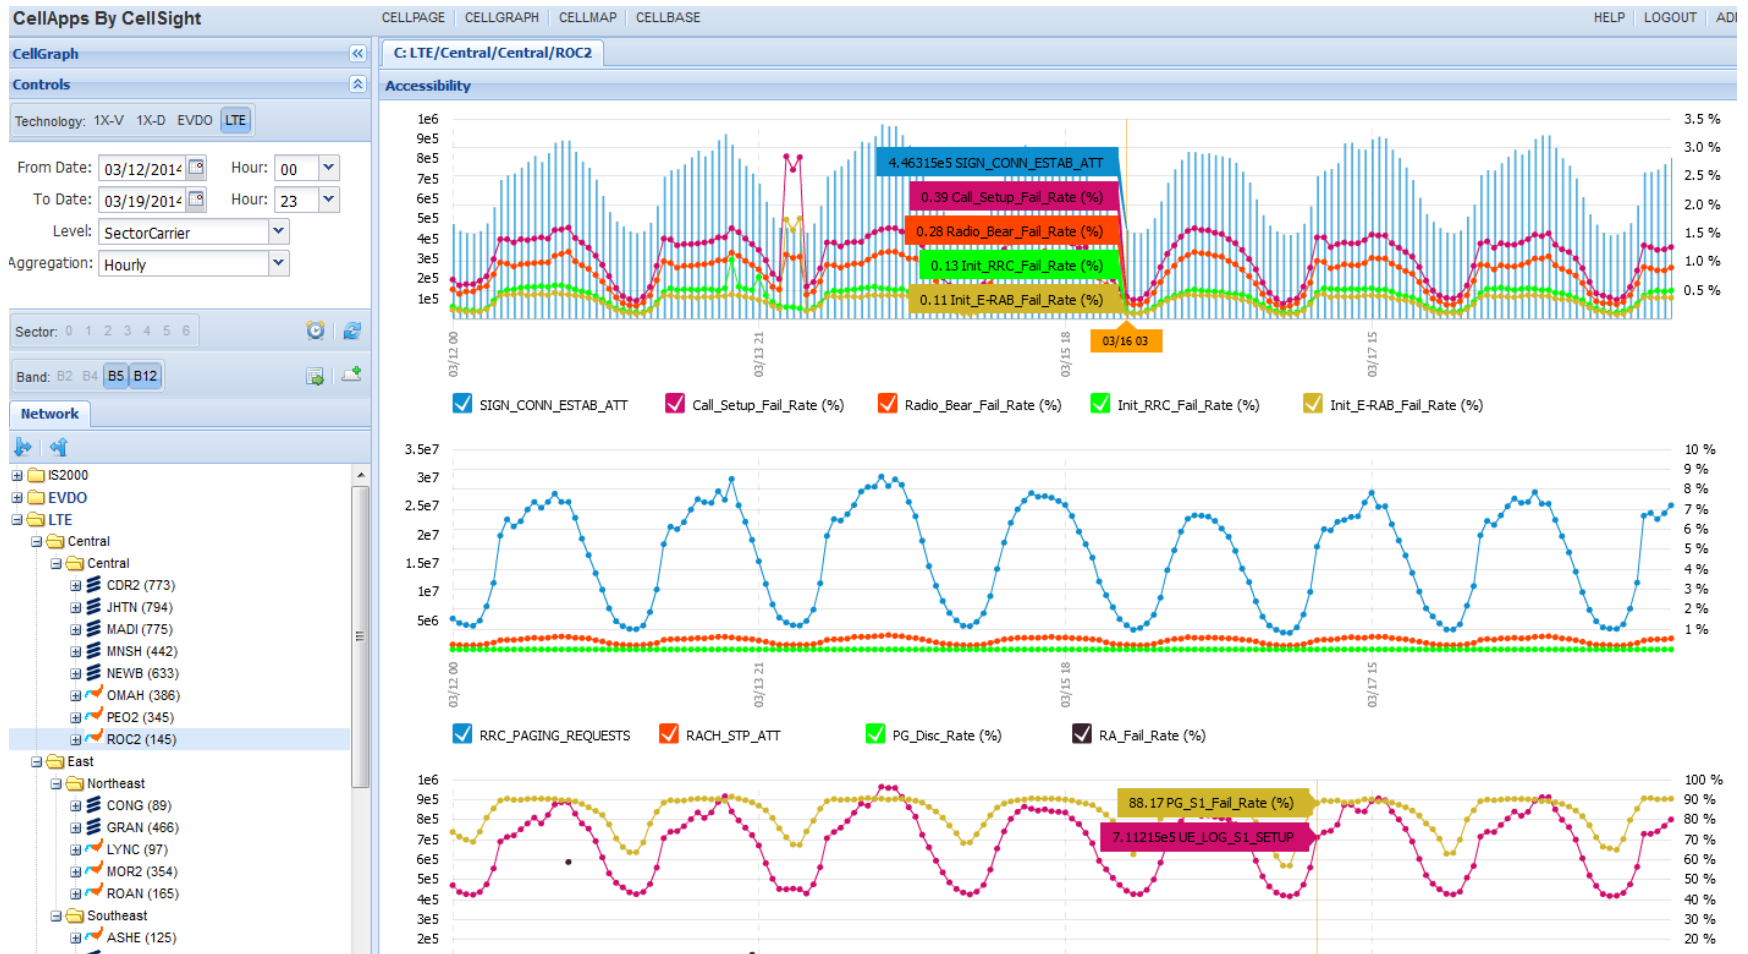 CellApps By CellSight
CELLPAGE CELLGRAPH CELLMAP CELLBASE
HELP LOGOUT
CellGraph
Controls
Technology: 1X-V 1X-D EVDO LTE
From Date: 03/12/2014 Hour: 00
To Date: 03/19/2014 Hour: 23
Level: SectorCarrier
Aggregation: Hourly
Sector: 0 1 2 3 4 5 6
Band: B2 B4 B5 B12
Network
IS2000
EVDO
LTE
Central
Central
CDR2 (773)
JHTN (794)
MADI (775)
MNSH (442)
NEWB (633)
OMAH (386)
PEO2 (345)
ROC2 (145)
East
Northeast
CONG (89)
GRAN (466)
LYNC (97)
MOR2 (354)
ROAN (165)
Southeast
ASHE (125)
C: LTE/Central/Central/ROC2
Accessibility
1e6
9e5
8e5
7e5
6e5
5e5
4e5
3e5
2e5
1e5
3.5 %
3.0 %
2.5 %
2.0 %
1.5 %
1.0 %
0.5 %
4.46315e5 SIGN_CONN_ESTAB_ATT
0.39 Call_Setup_Fail_Rate (%)
0.28 Radio_Bear_Fail_Rate (%)
0.13 Init_RRC_Fail_Rate (%)
0.11 Init_E-RAB_Fail_Rate (%)
03/16 03
03/12 00
03/13 21
03/15 18
03/17 15
SIGN_CONN_ESTAB_ATT Call_Setup_Fail_Rate (%) Radio_Bear_Fail_Rate (%) Init_RRC_Fail_Rate (%) Init_E-RAB_Fail_Rate (%)
3.5e7
3e7
2.5e7
2e7
1.5e7
1e7
5e6
10 %
9 %
8 %
7 %
6 %
5 %
4 %
3 %
2 %
1 %
03/12 00
03/13 21
03/15 18
03/17 15
RRC_PAGING_REQUESTS RACH_STP_ATT PG_Disc_Rate (%) RA_Fail_Rate (%)
1e6
9e5
8e5
7e5
6e5
5e5
4e5
3e5
2e5
100 %
90 %
80 %
70 %
60 %
50 %
40 %
30 %
20 %
88.17 PG_S1_Fail_Rate (%)
7.11215e5 UE_LOG_S1_SETUP